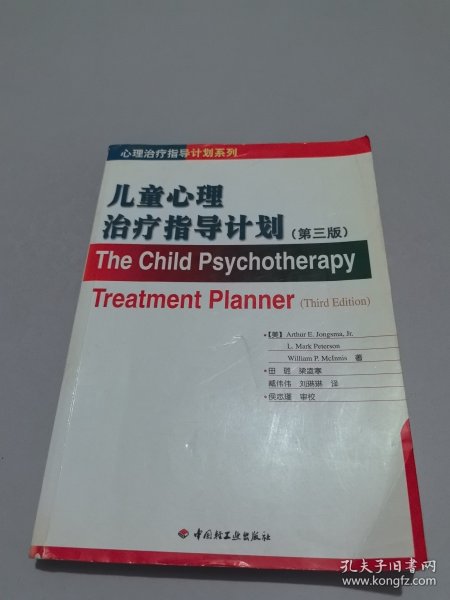 心理治疗指导计划系列
儿童心理
治疗指导计划(第三版)
The Child Psychotherapy
Treatment Planner (Third Edition)
·【美】Arthur E. Jongsma, Jr.
L. Mark Peterson
William P. McInnis 著
·田 璐 梁道寒
戴伟伟 刘琳琳 译
·侯志瑾 审校
中国轻工业出版社
孔夫子旧书网
www.kongfz.com